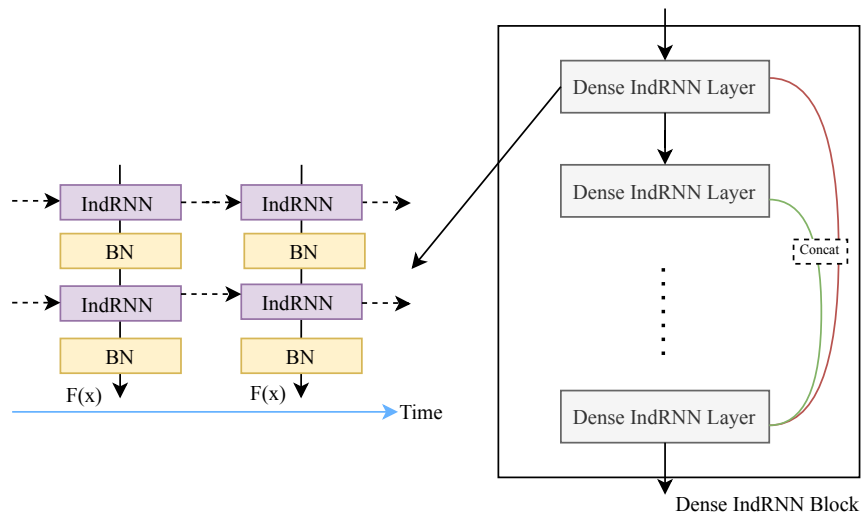 IndRNN
IndRNN
BN
BN
IndRNN
IndRNN
BN
BN
F(x)
F(x)
Time
Dense IndRNN Layer
Dense IndRNN Layer
Concat
Dense IndRNN Layer
Dense IndRNN Block